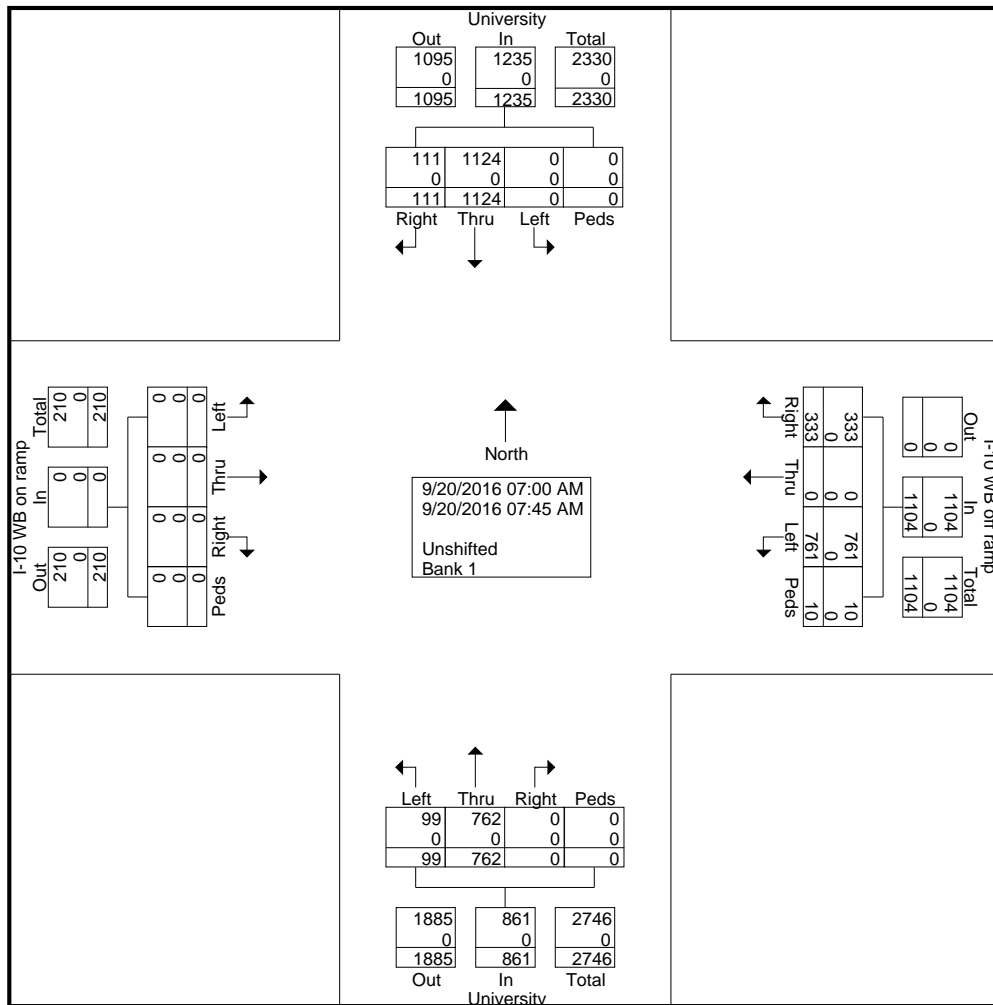 University
Out In Total
1095 1235 2330
0 0 0
1095 1235 2330
111 1124 0 0
0 0 0 0
111 1124 0 0
Right Thru Left Peds
I-10 WB on ramp
Total In Out
210 0 210
0 0 0
210 0 210
0 0 0 0
0 0 0 0
0 0 0 0
Left Thru Right Peds
North
9/20/2016 07:00 AM
9/20/2016 07:45 AM
Unshifted
Bank 1
I-10 WB off ramp
Out In Total
0 1104 1104
0 0 0
0 1104 1104
333 0 761 10
0 0 0 0
333 0 761 10
Right Thru Left Peds
Left Thru Right Peds
99 762 0 0
0 0 0 0
99 762 0 0
1885 861 2746
0 0 0
1885 861 2746
Out In Total
University